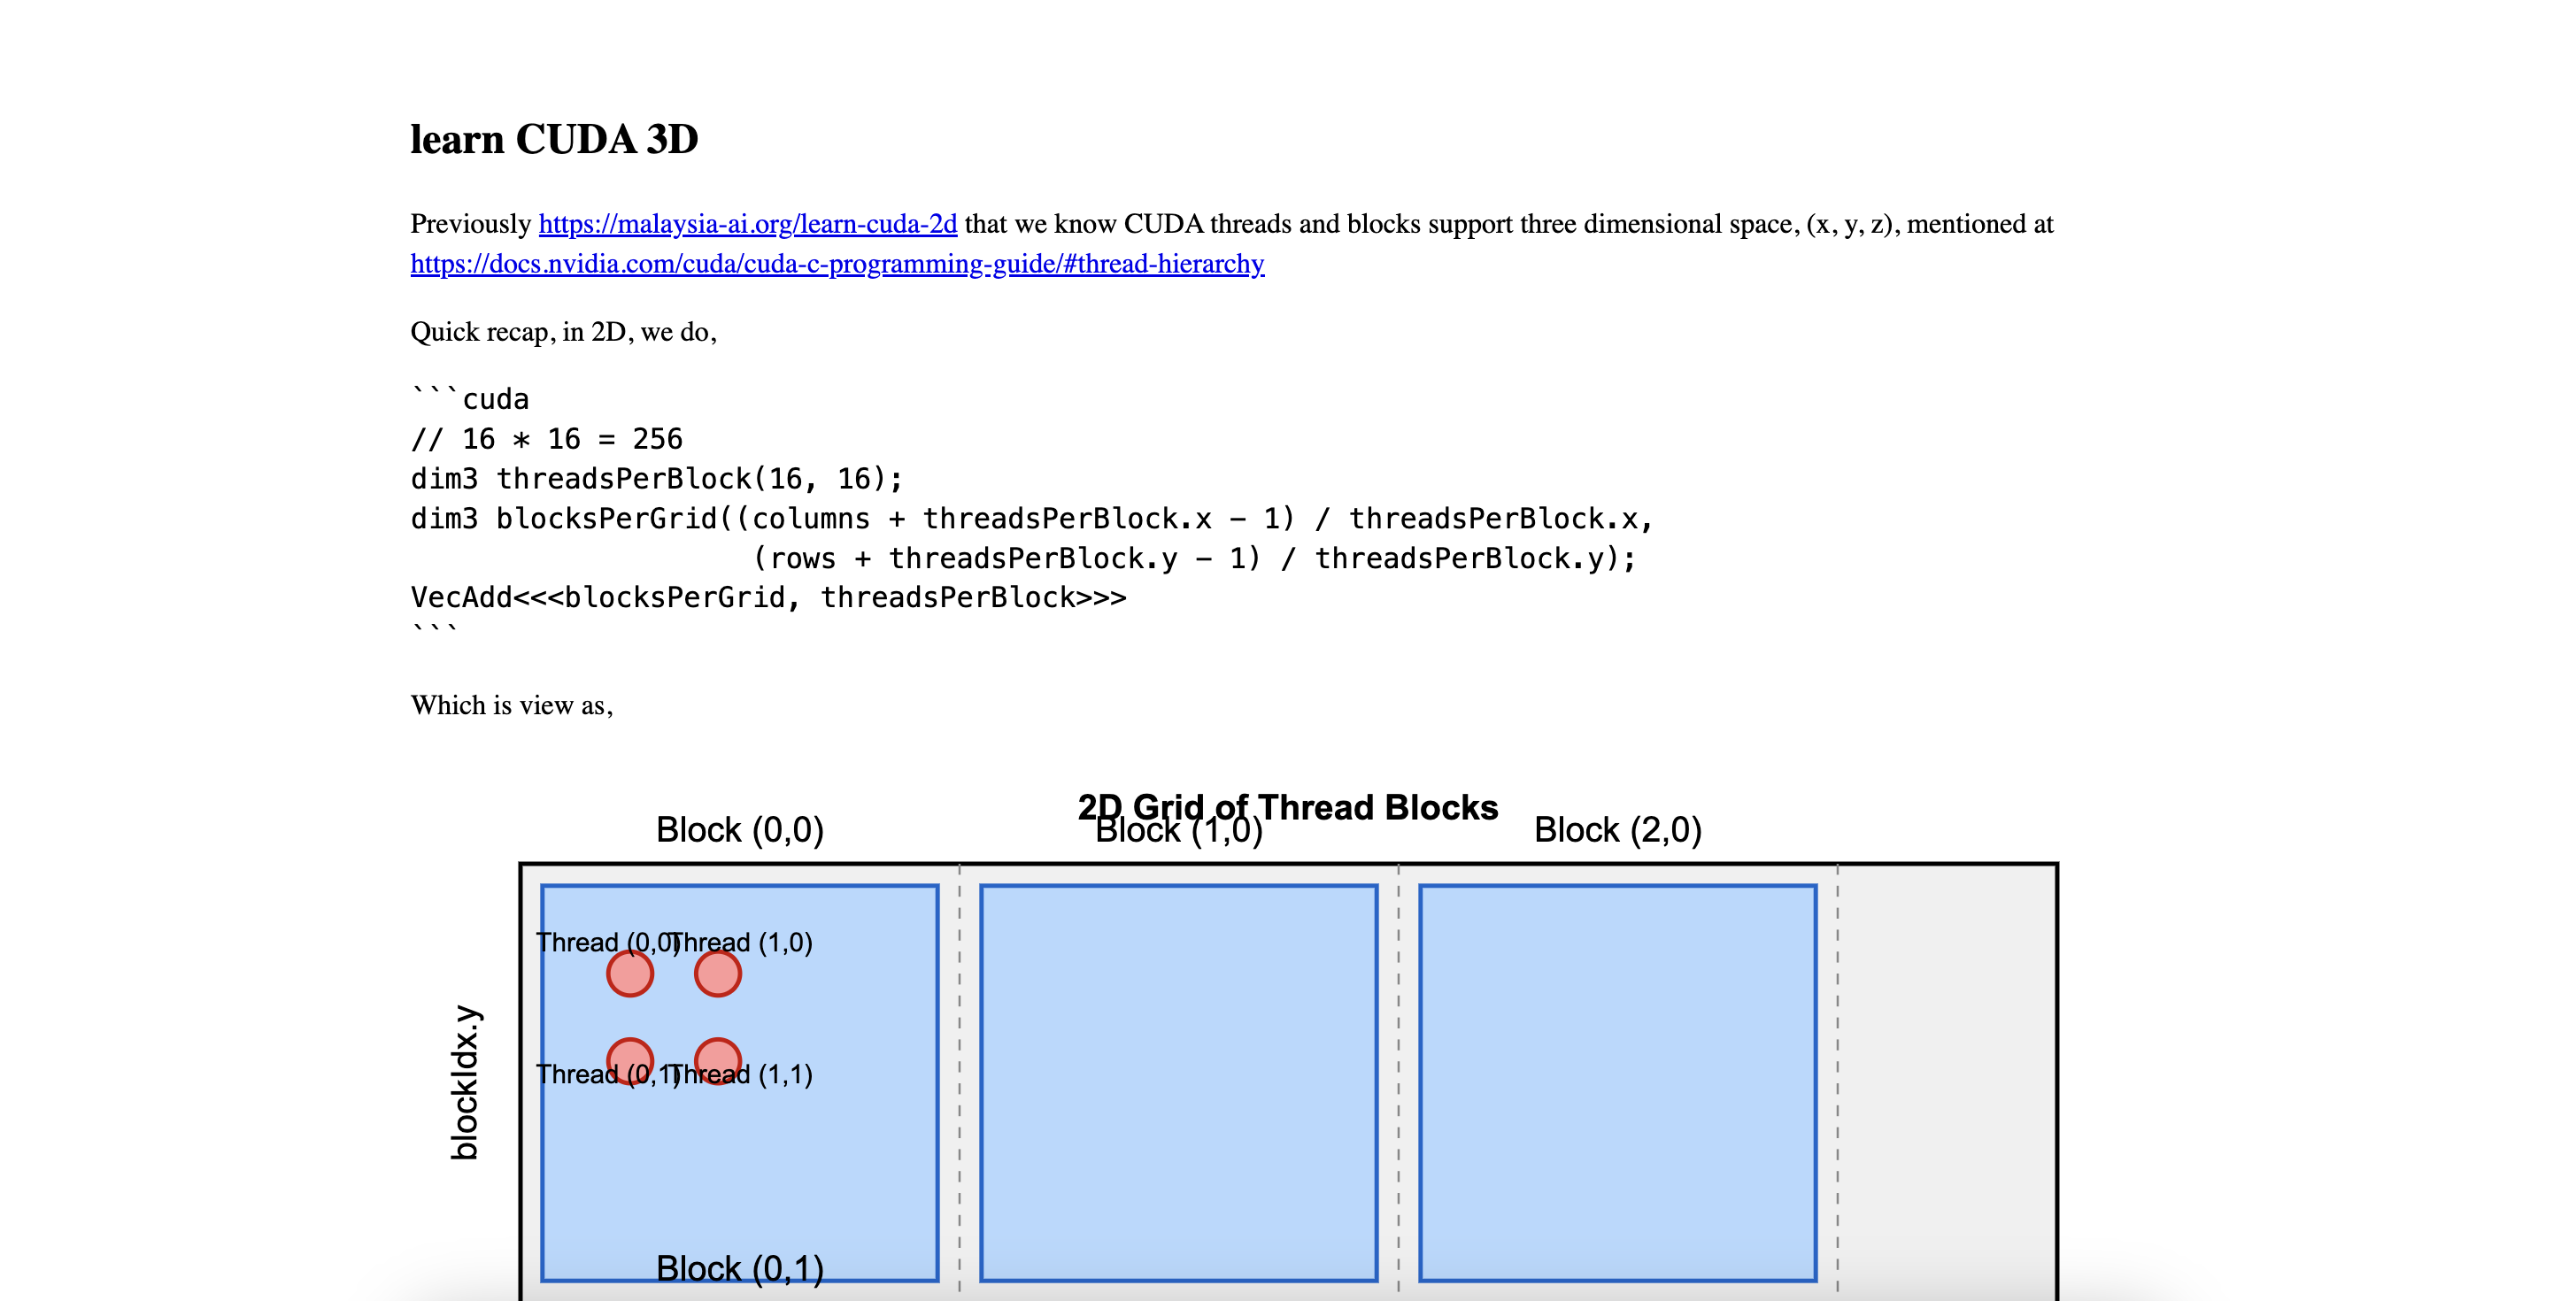 learn CUDA 3D
Previously https://malaysia-ai.org/learn-cuda-2d that we know CUDA threads and blocks support three dimensional space, (x, y, z), mentioned at
https://docs.nvidia.com/cuda/cuda-c-programming-guide/#thread-hierarchy
Quick recap, in 2D, we do,
```cuda
// 16 * 16 = 256
dim3 threadsPerBlock(16, 16);
dim3 blocksPerGrid((columns + threadsPerBlock.x - 1) / threadsPerBlock.x,
                    (rows + threadsPerBlock.y - 1) / threadsPerBlock.y);
VecAdd<<<blocksPerGrid, threadsPerBlock>>>
```
Which is view as,
2D Grid of Thread Blocks
Block (0,0) Block (1,0) Block (2,0)
Thread (0,0) Thread (1,0)
Thread (0,1) Thread (1,1)
blockIdx.y
Block (0,1)